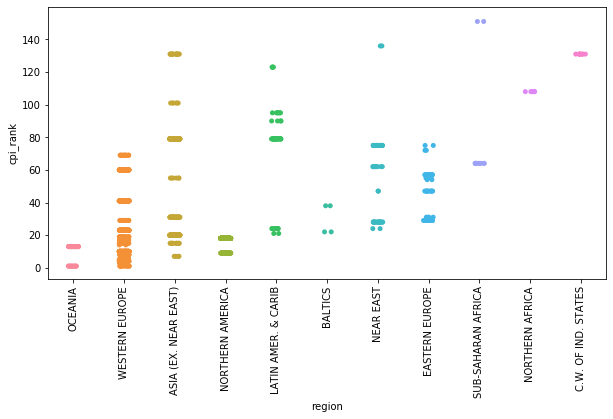 140
120
100
80
60
40
20
0
cpi_rank
OCEANIA
WESTERN EUROPE
ASIA (EX. NEAR EAST)
NORTHERN AMERICA
LATIN AMER. & CARIB
BALTICS
NEAR EAST
EASTERN EUROPE
SUB-SAHARAN AFRICA
NORTHERN AFRICA
C.W. OF IND. STATES
region